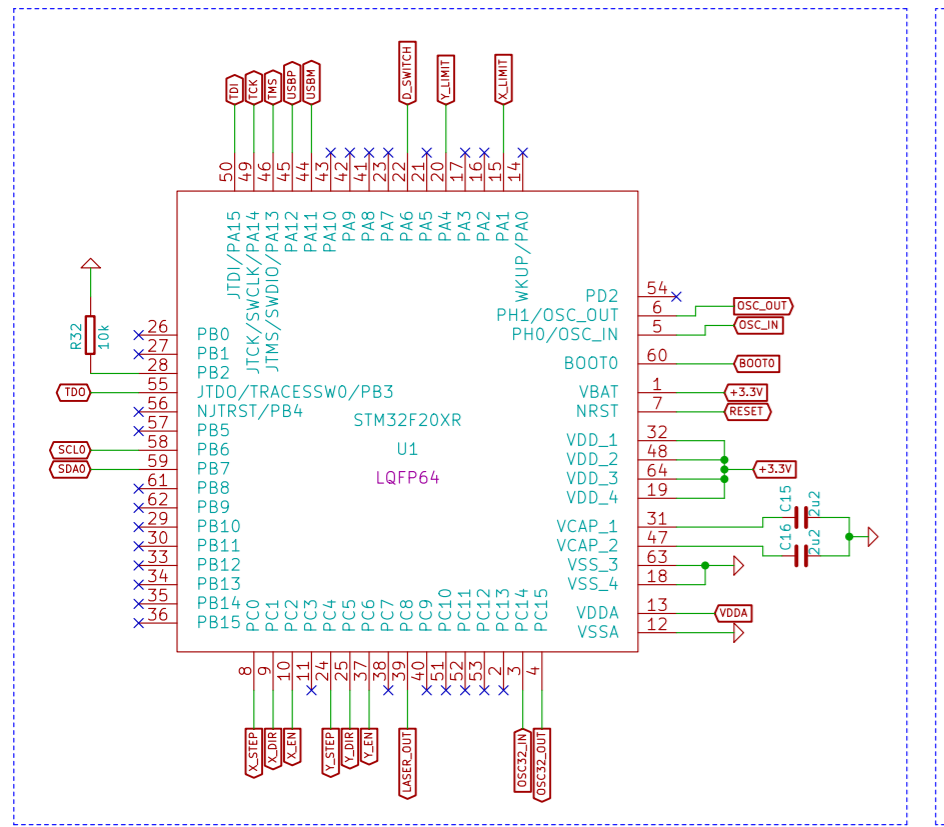 TDI
TCK
TMS
USBP
USBM
D_SWITCH
Y_LIMIT
X_LIMIT
50
49
46
45
44
43
42
41
23
22
21
20
17
16
15
14
JTDI/PA15
JTCK/SWCLK/PA14
JTMS/SWDIO/PA13
PA12
PA11
PA10
PA9
PA8
PA7
PA6
PA5
PA4
PA3
PA2
PA1
WKUP/PA0
R32
10k
26 PB0
27 PB1
28 PB2
TDO 55 JTDO/TRACESSW0/PB3
56 NJTRST/PB4
57 PB5
SCL0 58 PB6
SDA0 59 PB7
61 PB8
62 PB9
29 PB10
30 PB11
33 PB12
34 PB13
35 PB14
36 PB15
STM32F20XR
U1
LQFP64
PD2 54
PH1/OSC_OUT 6 OSC_OUT
PH0/OSC_IN 5 OSC_IN
BOOT0 60 BOOT0
VBAT 1 +3.3V
NRST 7 RESET
VDD_1 32
VDD_2 48
VDD_3 64 +3.3V
VDD_4 19
VCAP_1 31
C15
2u2
VCAP_2 47
C16
2u2
VSS_3 63
VSS_4 18
VDDA 13 VDDA
VSSA 12
PC0
PC1
PC2
PC3
PC4
PC5
PC6
PC7
PC8
PC9
PC10
PC11
PC12
PC13
PC14
PC15
8
9
10
11
24
25
37
38
39
40
51
52
53
2
3
4
X_STEP
X_DIR
X_EN
Y_STEP
Y_DIR
Y_EN
LASER_OUT
OSC32_IN
OSC32_OUT